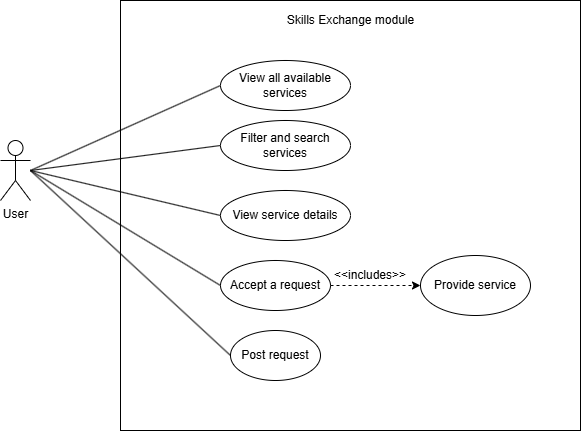 Skills Exchange module
View all available
services
Filter and search
services
User
View service details
Accept a request
<<includes>>
Provide service
Post request